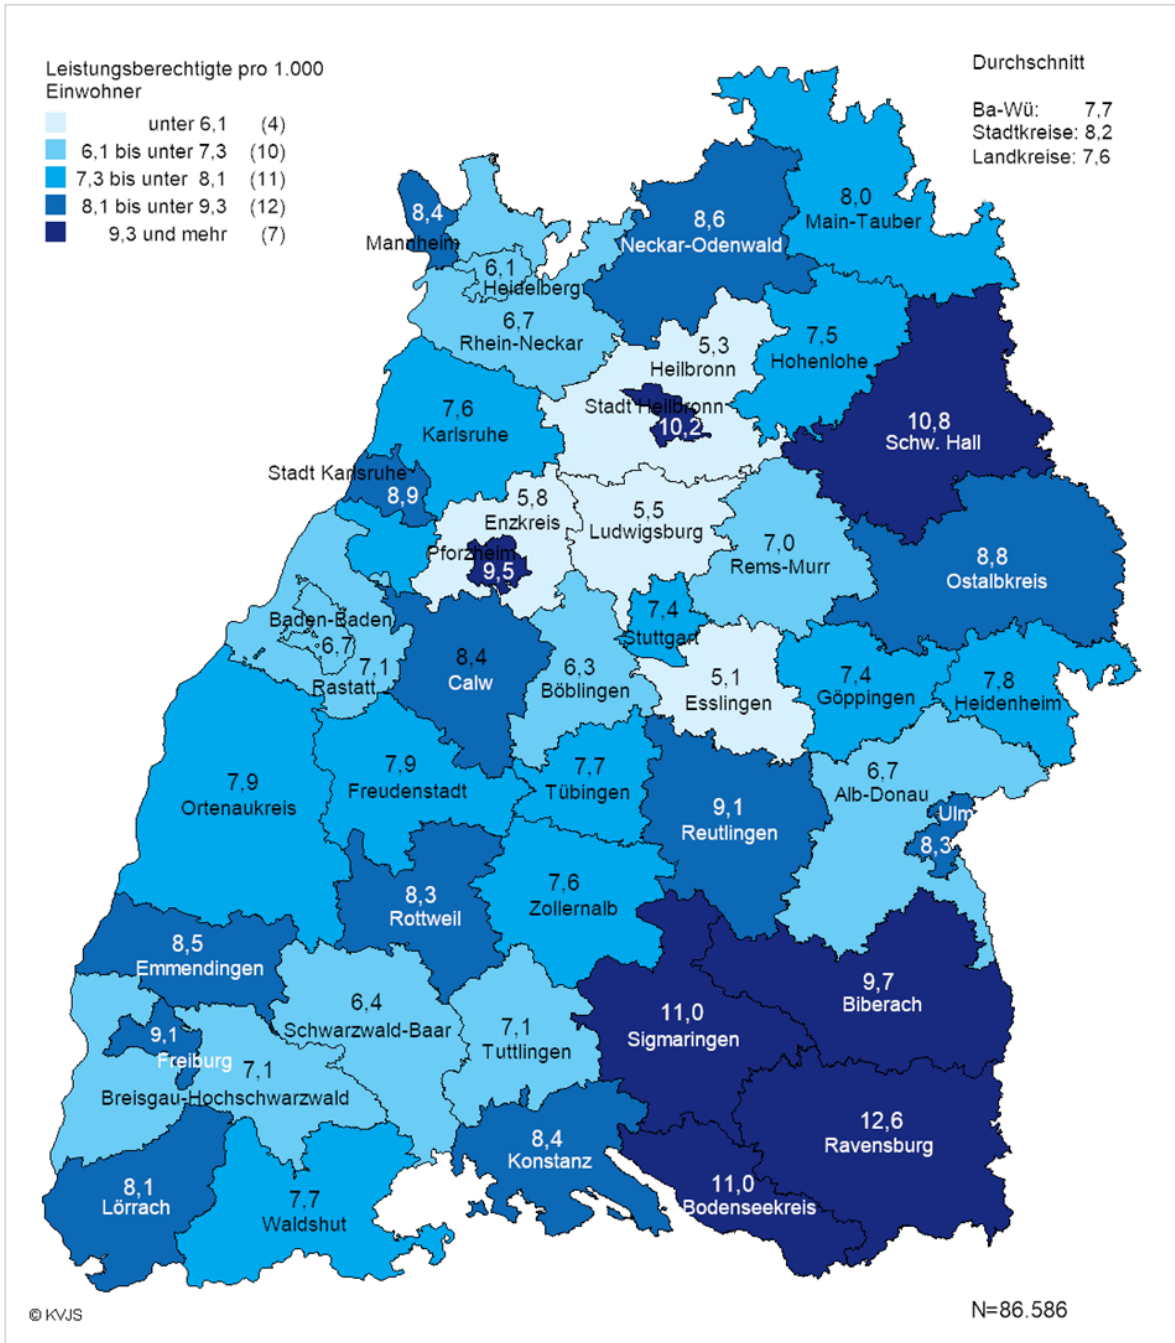 Leistungsberechtigte pro 1.000
Einwohner
unter 6,1 (4)
6,1 bis unter 7,3 (10)
7,3 bis unter 8,1 (11)
8,1 bis unter 9,3 (12)
9,3 und mehr (7)
Durchschnitt
Ba-Wü: 7,7
Stadtkreise: 8,2
Landkreise: 7,6
8,0
Main-Tauber
8,4
Mannheim
8,6
Neckar-Odenwald
6,1
Heidelberg
6,7
Rhein-Neckar
5,3
Heilbronn
7,5
Hohenlohe
Stadt Heilbronn
10,2
7,6
Karlsruhe
10,8
Schw. Hall
Stadt Karlsruhe
8,9
5,8
Enzkreis
5,5
Ludwigsburg
7,0
Rems-Murr
8,8
Ostalbkreis
Pforzheim
9,5
Baden-Baden
6,7
7,1
Rastatt
8,4
Calw
6,3
Böblingen
7,4
Stuttgart
5,1
Esslingen
7,4
Göppingen
7,8
Heidenheim
7,9
Ortenaukreis
7,9
Freudenstadt
7,7
Tübingen
9,1
Reutlingen
6,7
Alb-Donau
Ulm
8,3
8,3
Rottweil
7,6
Zollernalb
8,5
Emmendingen
9,7
Biberach
6,4
Schwarzwald-Baar
7,1
Tuttlingen
11,0
Sigmaringen
9,1
Freiburg
7,1
Breisgau-Hochschwarzwald
8,4
Konstanz
12,6
Ravensburg
8,1
Lörrach
7,7
Waldshut
11,0
Bodenseekreis
© KVJS
N=86.586